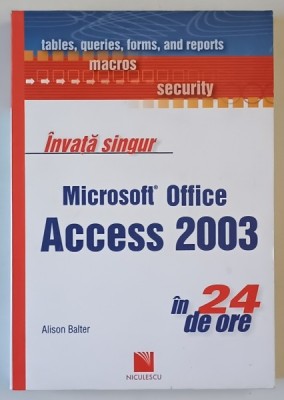 tables, queries, forms, and reports
macros
security
Învaţă singur
Microsoft® Office
Access 2003
în 24
de ore
Alison Balter
NICULESCU